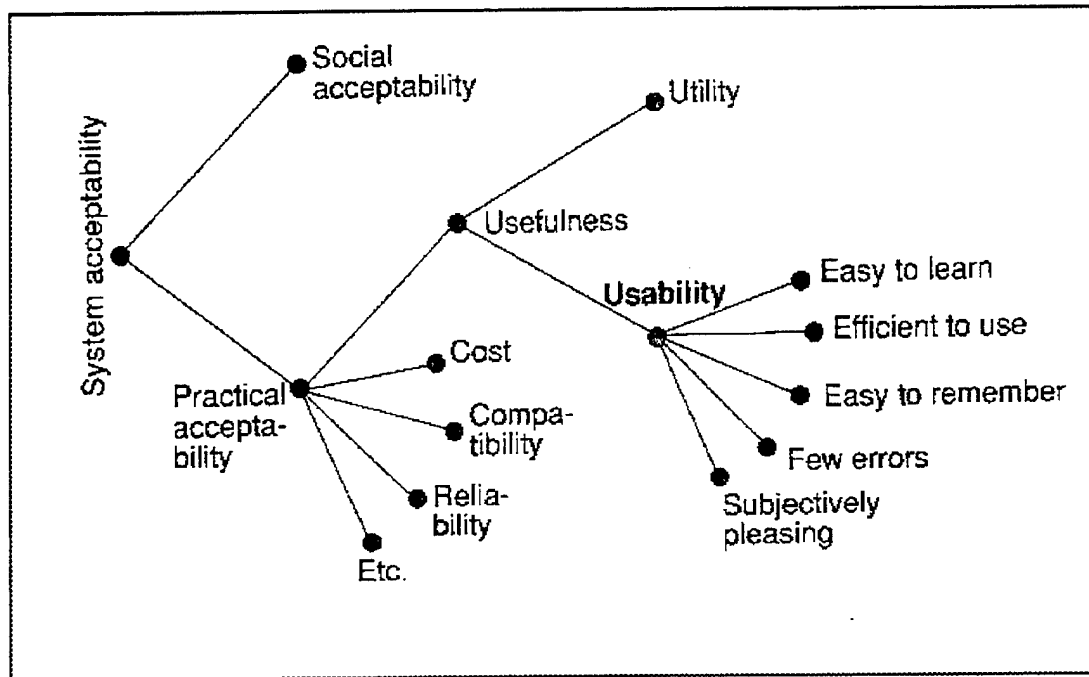 System acceptability
Social
acceptability
Utility
Usefulness
Usability
Easy to learn
Efficient to use
Easy to remember
Few errors
Subjectively
pleasing
Practical
accepta-
bility
Cost
Compa-
tibility
Relia-
bility
Etc.